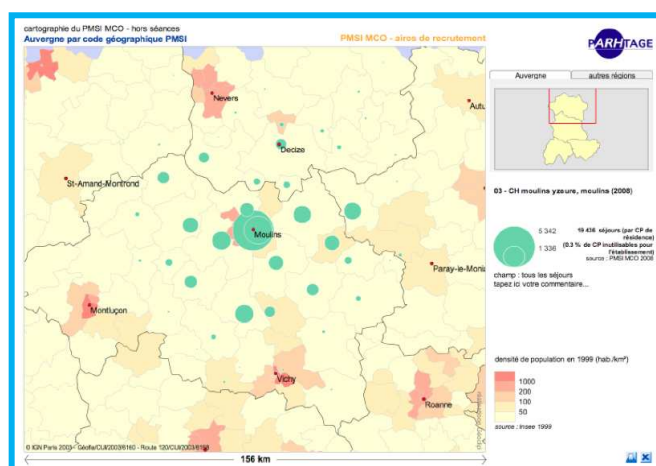 cartographie du PMSI MCO - hors séances
Auvergne par code géographique PMSI
PMSI MCO - aires de recrutement
PARHTAGE
Auvergne
autres régions
Nevers
Autu
Decize
St-Amand-Montrond
03 - CH moulins yzeure, moulins (2008)
Moulins
5 342
1 336
19 436 séjours (par CP de résidence)
(0.3 % de CP inutilisables pour l'établissement)
source : PMSI MCO 2008
Paray-le-Monia
champ : tous les séjours
tapez ici votre commentaire...
Montluçon
Vichy
Roanne
densité de population en 1999 (hab./km²)
1000
200
100
50
source : Insee 1999
© IGN Paris 2003 - Géofla/CUI/2003/6160 - Route 120/CUI/2003/6158
156 km